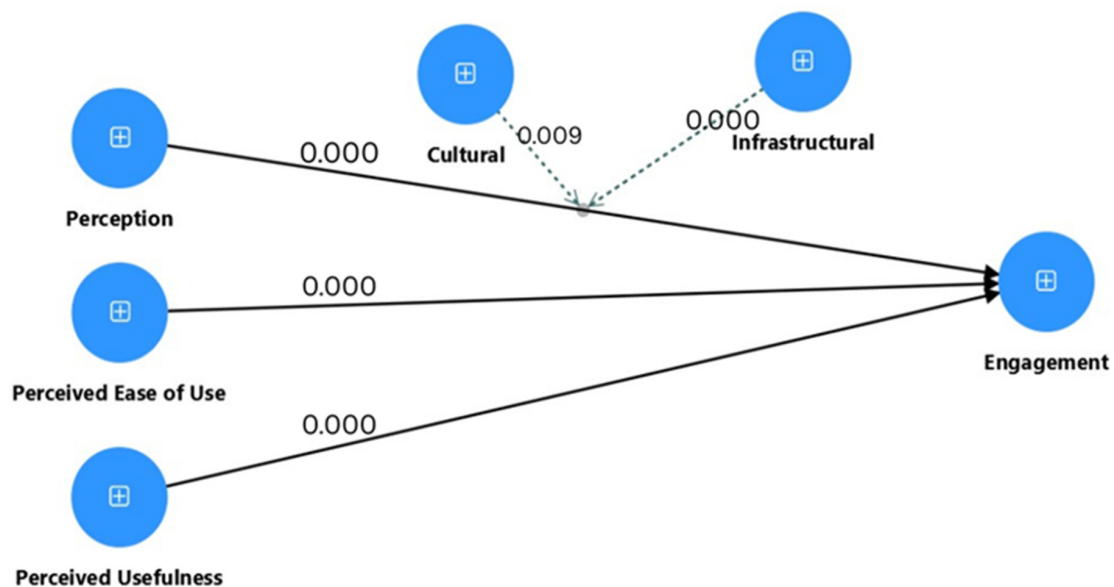 Cultural
0.009
0.000
Infrastructural
0.000
Perception
0.000
Perceived Ease of Use
Engagement
0.000
Perceived Usefulness